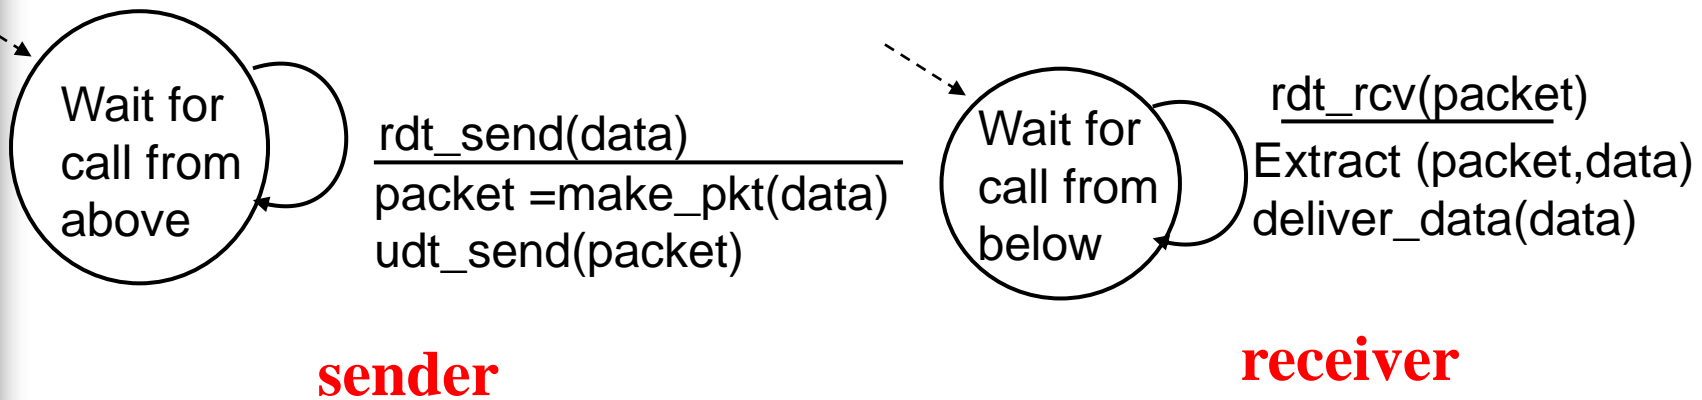 Wait for
call from
above
rdt_send(data)
packet =make_pkt(data)
udt_send(packet)
sender
Wait for
call from
below
rdt_rcv(packet)
Extract (packet,data)
deliver_data(data)
receiver